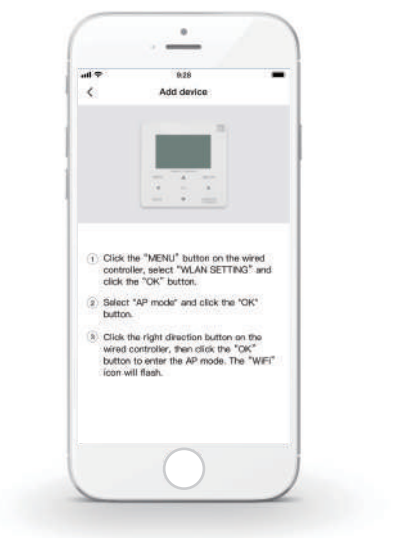 9:28
Add device
1 Click the "MENU" button on the wired
controller, select "WLAN SETTING" and
click the "OK" button.
2 Select "AP mode" and click the "OK"
button.
3 Click the right direction button on the
wired controller, then click the "OK"
button to enter the AP mode. The "WiFi"
icon will flash.